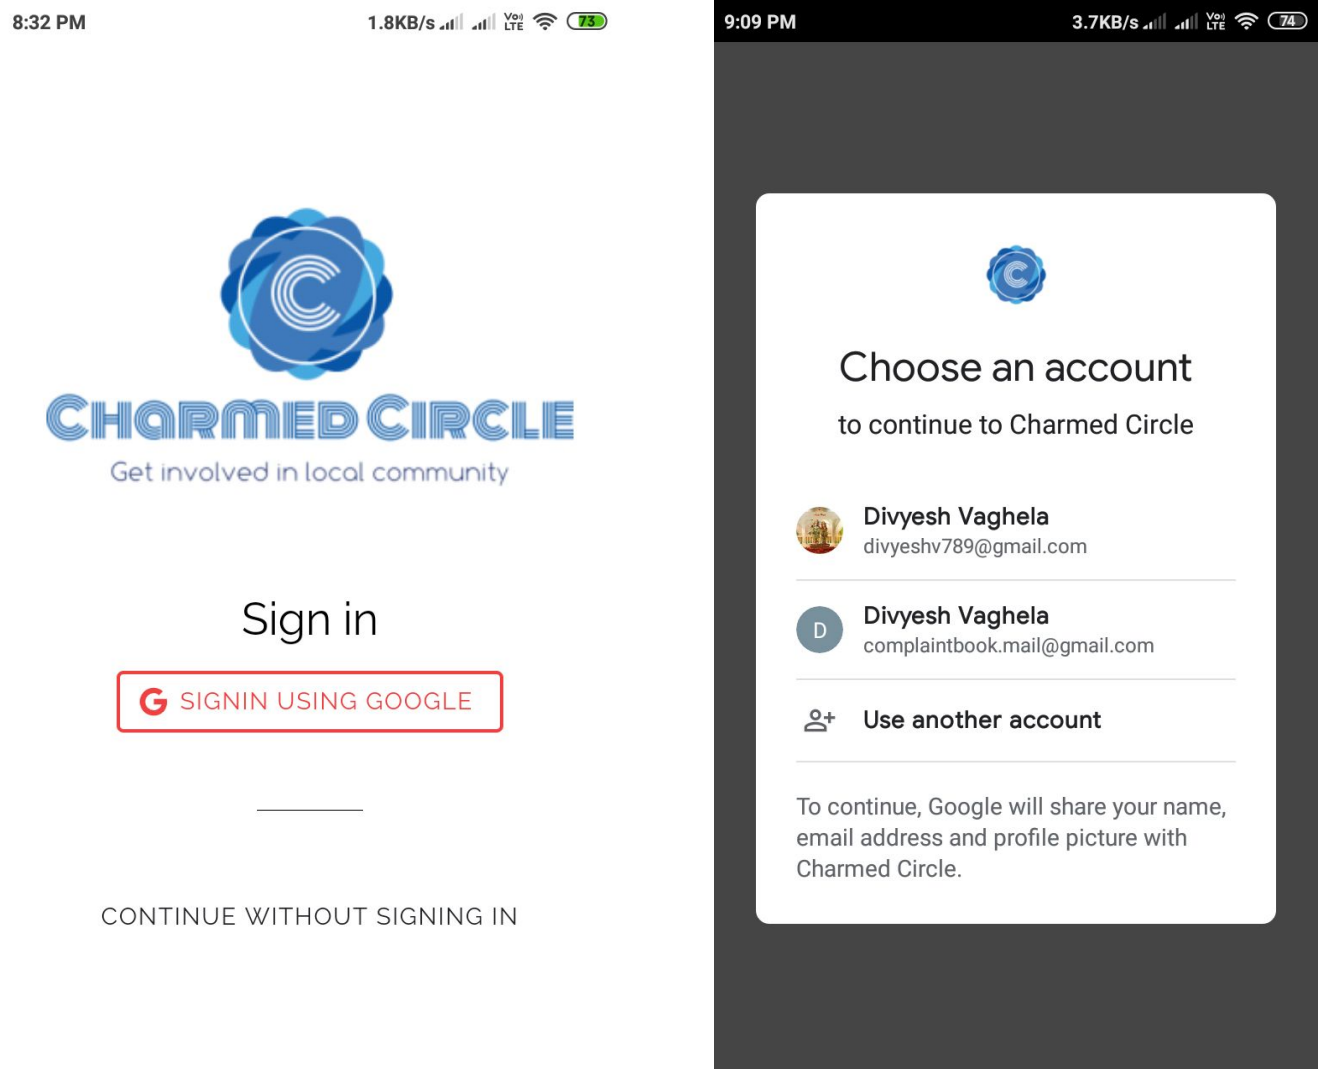 8:32 PM
1.8KB/s
Vo))
LTE
73
C
CHARMED CIRCLE
Get involved in local community
Sign in
G SIGNIN USING GOOGLE
CONTINUE WITHOUT SIGNING IN
9:09 PM
3.7KB/s
Vo))
LTE
74
C
Choose an account
to continue to Charmed Circle
Divyesh Vaghela
divyeshv789@gmail.com
D
Divyesh Vaghela
complaintbook.mail@gmail.com
Use another account
To continue, Google will share your name,
email address and profile picture with
Charmed Circle.